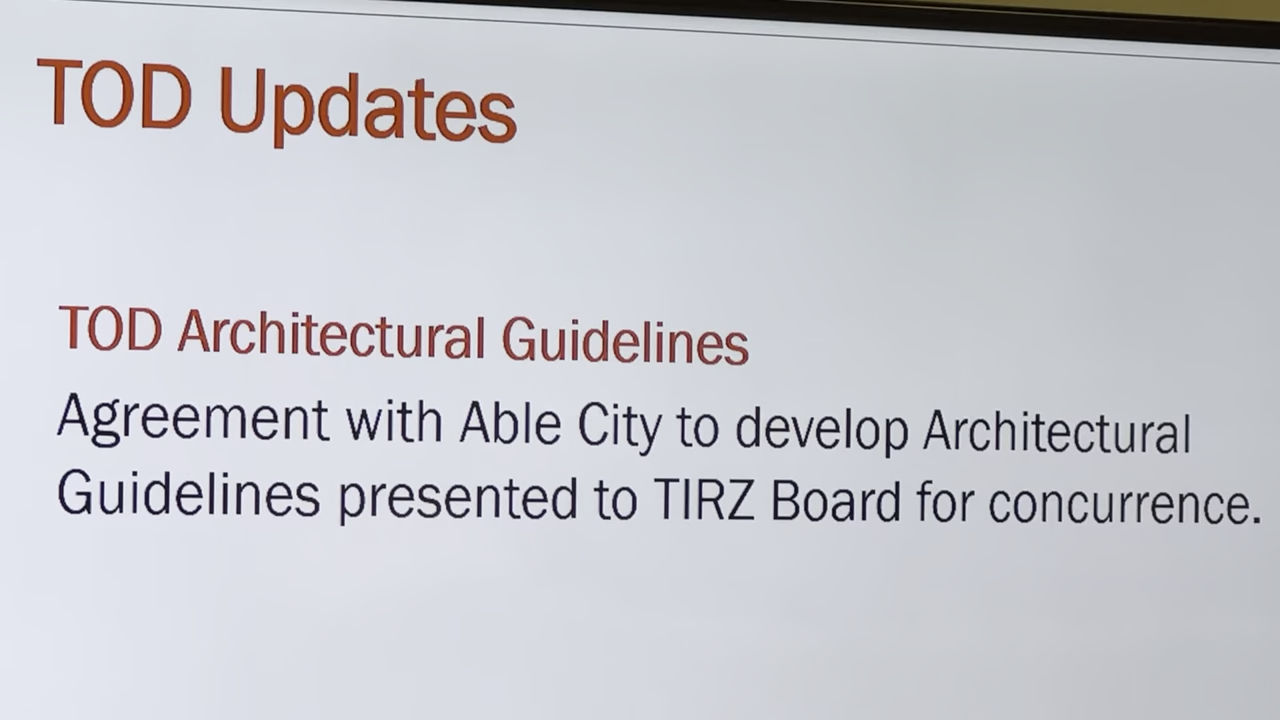 TOD Updates
TOD Architectural Guidelines
Agreement with Able City to develop Architectural
Guidelines presented to TIRZ Board for concurrence.